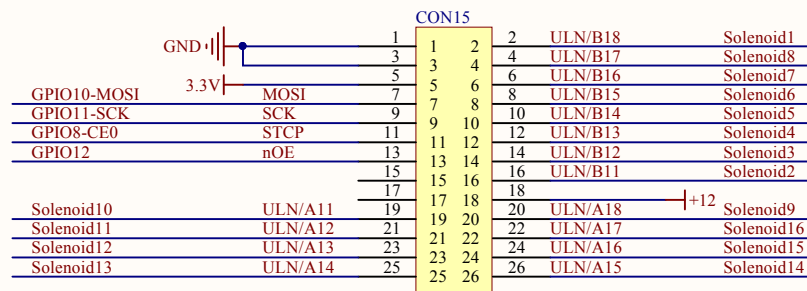 CON15
GND 1 1 2 2 ULN/B18 Solenoid1
3 3 4 4 ULN/B17 Solenoid8
3.3V 5 5 6 6 ULN/B16 Solenoid7
GPIO10-MOSI MOSI 7 7 8 8 ULN/B15 Solenoid6
GPIO11-SCK SCK 9 9 10 10 ULN/B14 Solenoid5
GPIO8-CE0 STCP 11 11 12 12 ULN/B13 Solenoid4
GPIO12 nOE 13 13 14 14 ULN/B12 Solenoid3
15 15 16 16 ULN/B11 Solenoid2
17 17 18 18 +12
Solenoid10 ULN/A11 19 19 20 20 ULN/A18 Solenoid9
Solenoid11 ULN/A12 21 21 22 22 ULN/A17 Solenoid16
Solenoid12 ULN/A13 23 23 24 24 ULN/A16 Solenoid15
Solenoid13 ULN/A14 25 25 26 26 ULN/A15 Solenoid14